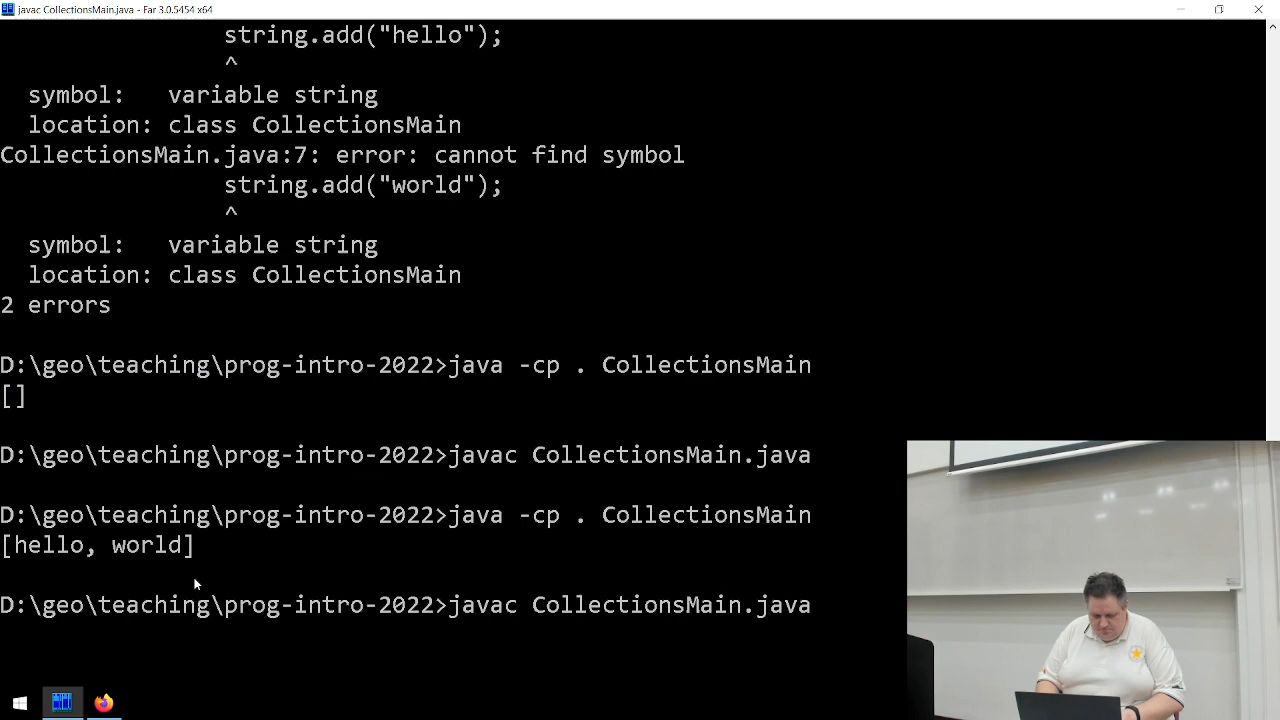 javac CollectionsMain.java - Far 3.0.5454 x64
string.add("hello");
^
symbol:   variable string
location: class CollectionsMain
CollectionsMain.java:7: error: cannot find symbol
string.add("world");
^
symbol:   variable string
location: class CollectionsMain
2 errors
D:\geo\teaching\prog-intro-2022>java -cp . CollectionsMain
[]
D:\geo\teaching\prog-intro-2022>javac CollectionsMain.java
D:\geo\teaching\prog-intro-2022>java -cp . CollectionsMain
[hello, world]
D:\geo\teaching\prog-intro-2022>javac CollectionsMain.java